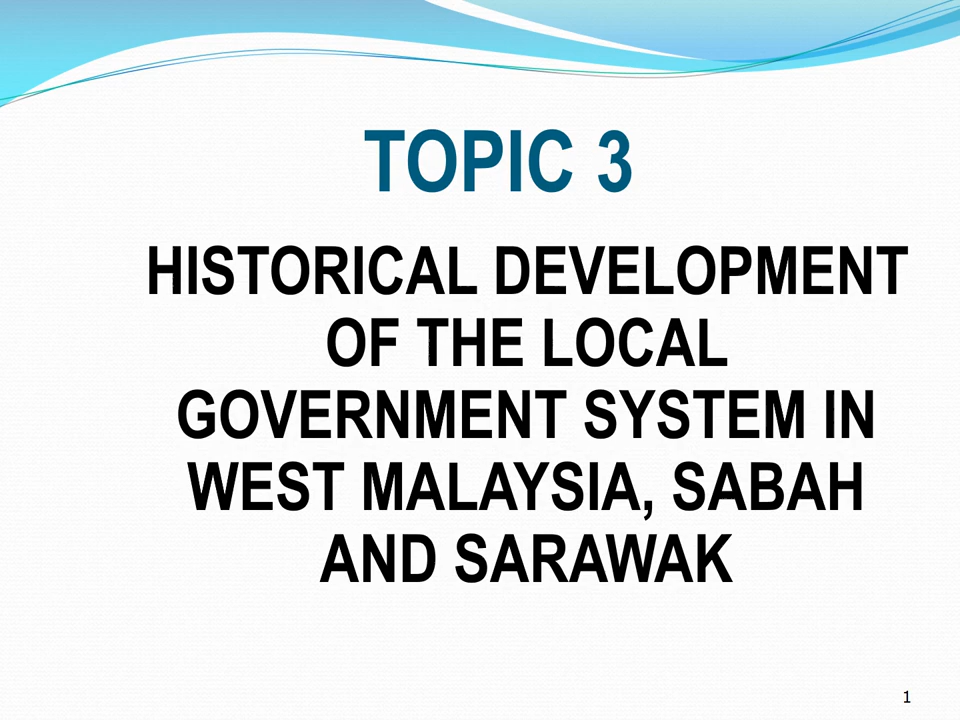 TOPIC 3
HISTORICAL DEVELOPMENT
OF THE LOCAL
GOVERNMENT SYSTEM IN
WEST MALAYSIA, SABAH
AND SARAWAK
1